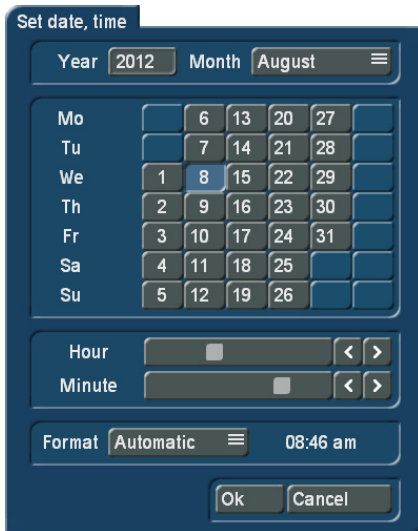 Set date, time
Year 2012 Month August
Mo 6 13 20 27
Tu 7 14 21 28
We 1 8 15 22 29
Th 2 9 16 23 30
Fr 3 10 17 24 31
Sa 4 11 18 25
Su 5 12 19 26
Hour < >
Minute < >
Format Automatic 08:46 am
Ok Cancel